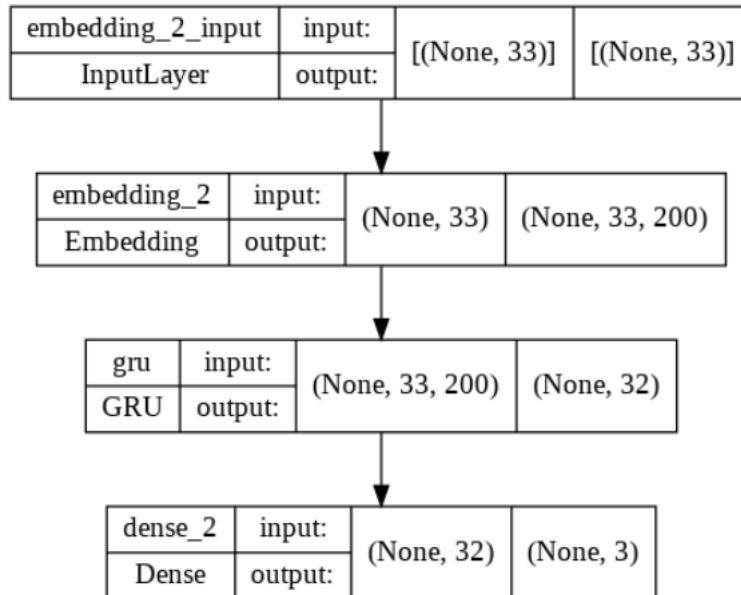 embedding_2_input input: [(None, 33)] [(None, 33)]
InputLayer output:
embedding_2 input: (None, 33) (None, 33, 200)
Embedding output:
gru input: (None, 33, 200) (None, 32)
GRU output:
dense_2 input: (None, 32) (None, 3)
Dense output: